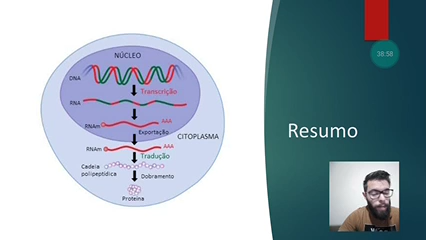 NÚCLEO
DNA
Transcrição
RNA
RNAm
AAA
Exportação
CITOPLASMA
RNAm
AAA
Tradução
Cadeia
polipeptídica
Dobramento
Proteína
38:58
Resumo